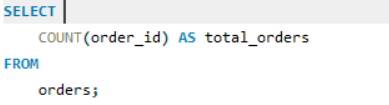 SELECT
COUNT(order_id) AS total_orders
FROM
orders;